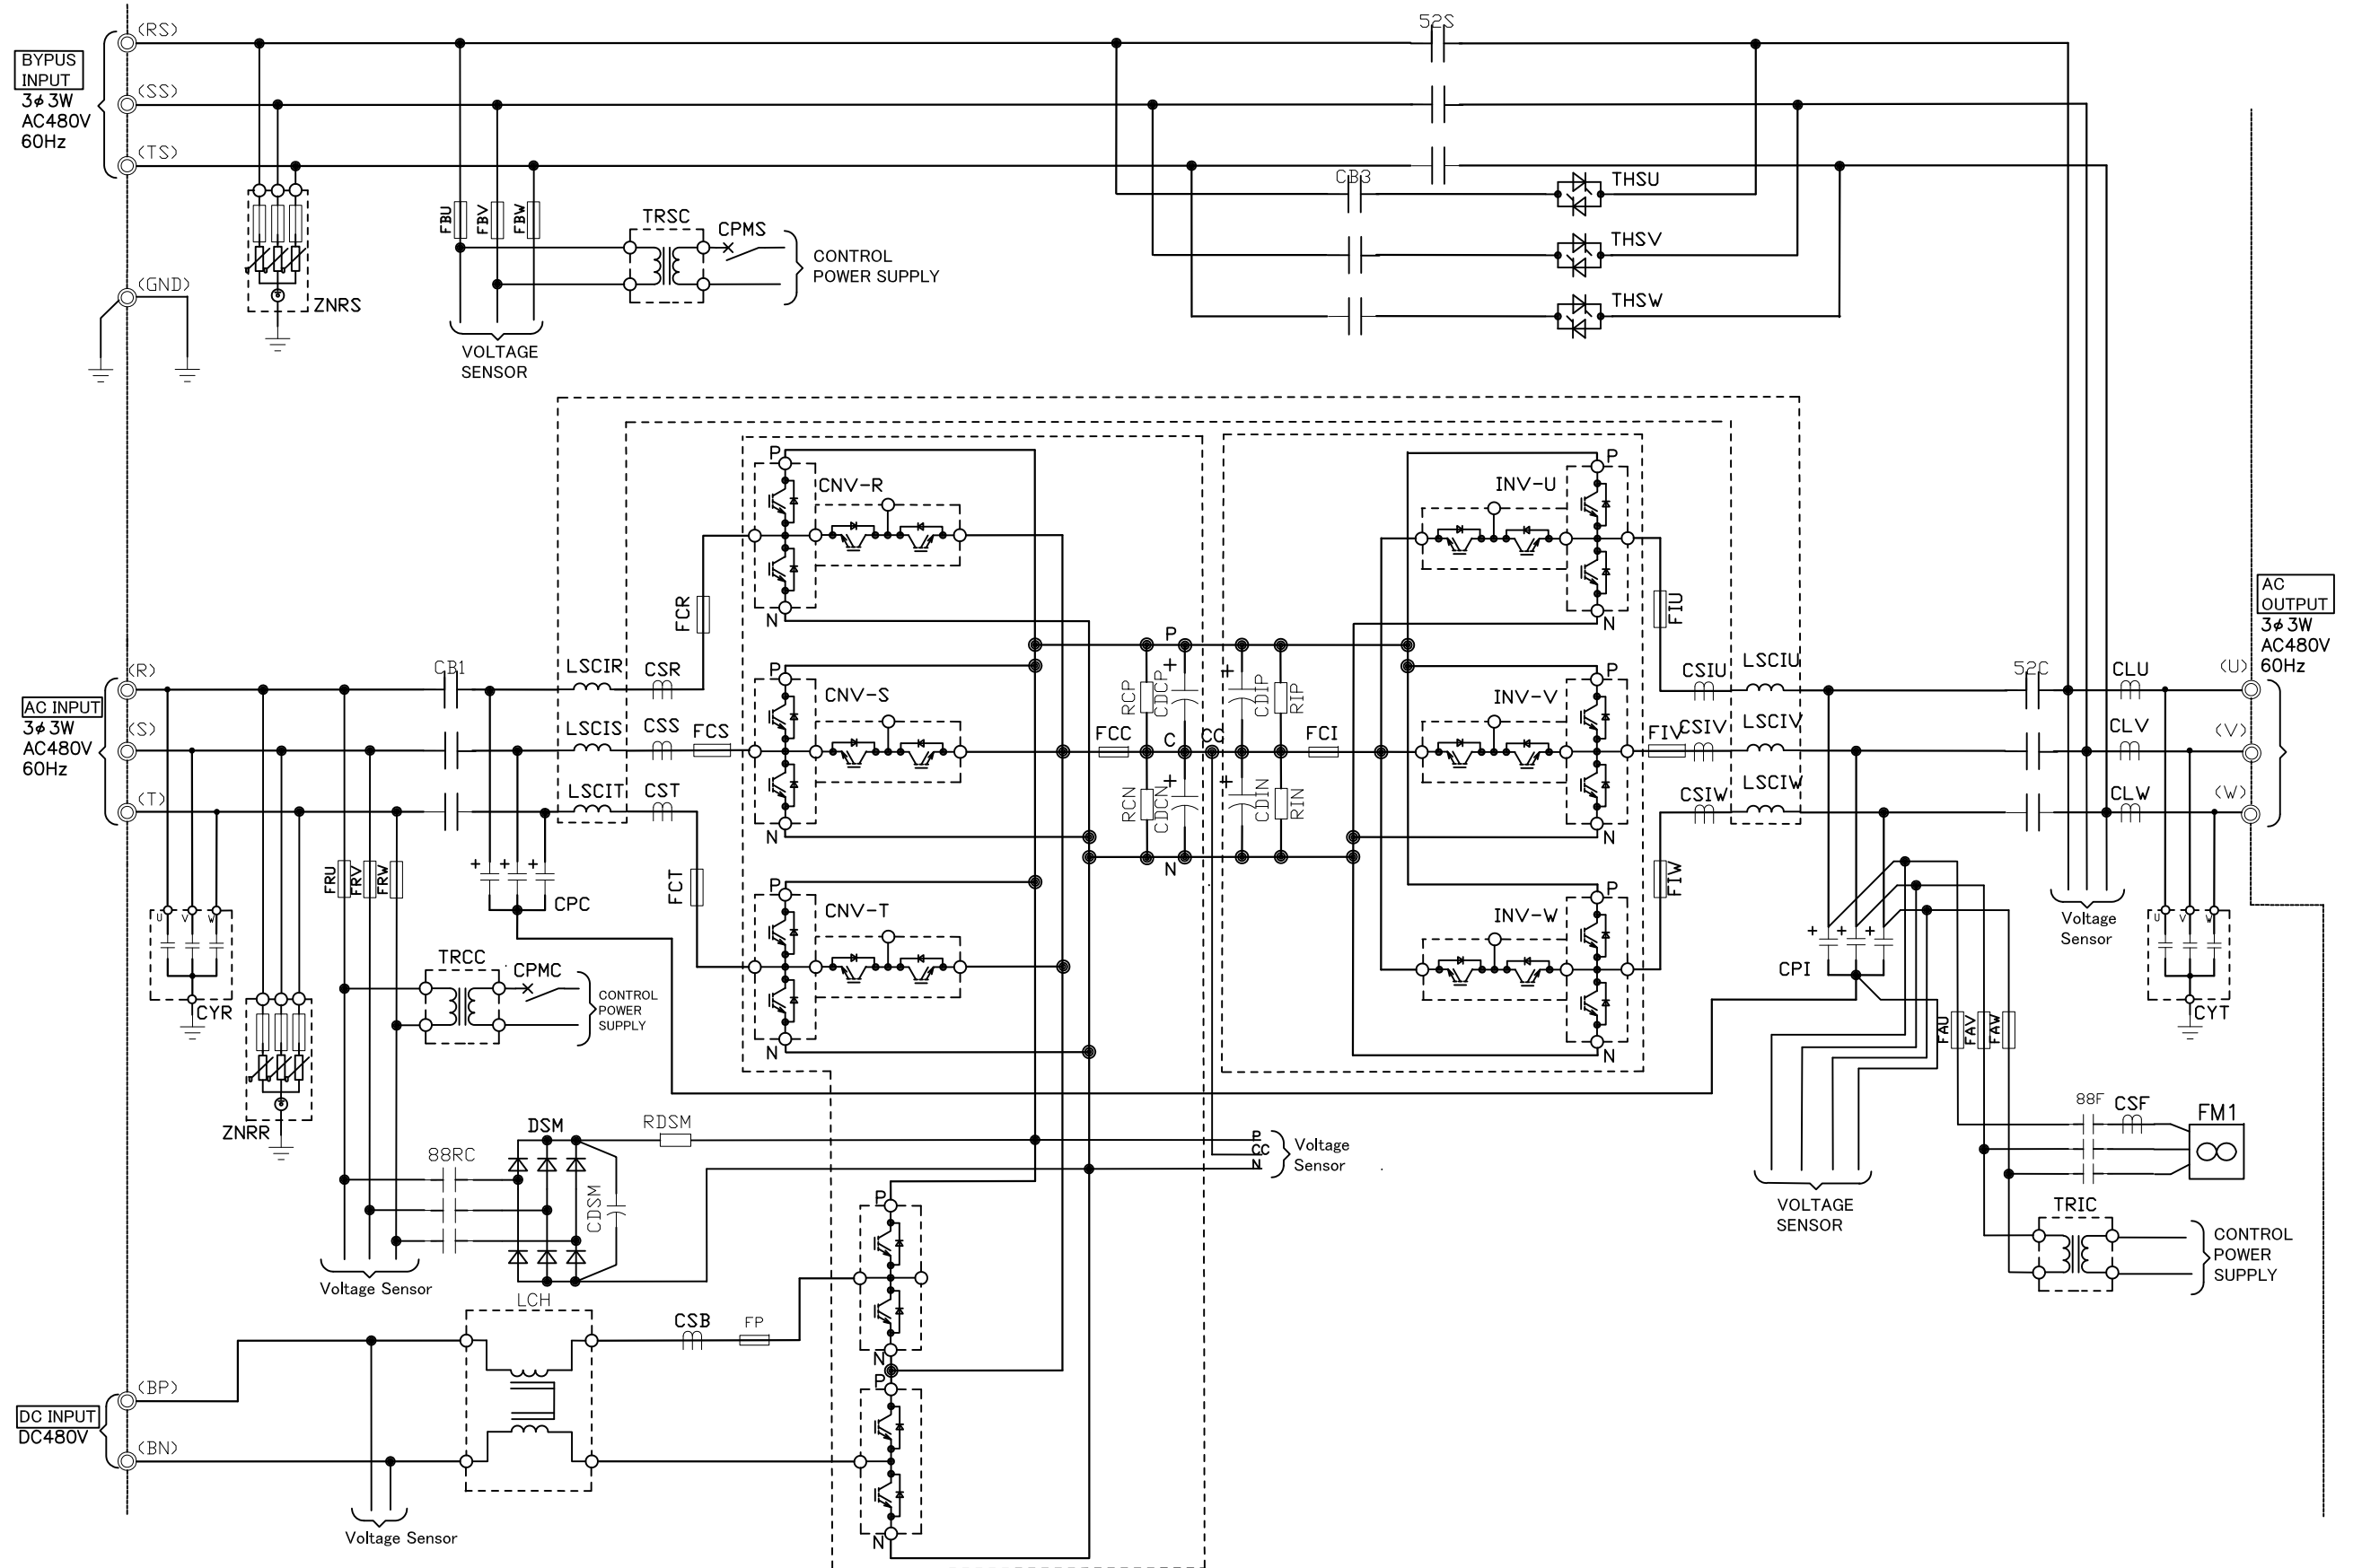 52S
(RS)
BYPUS
INPUT
3φ3W
AC480V
60Hz
(SS)
(TS)
CB3
THSU
THSV
THSW
FBU
FBV
FBW
TRSC
CPMS
CONTROL
POWER SUPPLY
(GND)
ZNRS
VOLTAGE
SENSOR
P
CNV-R
N
P
INV-U
N
FCR
FIU
AC
OUTPUT
3φ3W
AC480V
60Hz
(R)
CB1
LSCIR
CSR
P
CNV-S
N
P
RCP
CDCP
CDIP
RIP
P
INV-V
N
CSIU
LSCIU
52C
CLU
(U)
AC INPUT
3φ3W
AC480V
60Hz
(S)
LSCIS
CSS
FCS
FCC
C
CC
FCI
FIV
CSIV
LSCIV
CLV
(V)
(T)
LSCIT
CST
RCN
CDCN
CDIN
RIN
N
CSIW
LSCIW
CLW
(W)
FRU
FRV
FRW
+
+
+
CPC
FCT
P
CNV-T
N
P
INV-W
N
FIW
+
+
+
+
+
+
+
CPI
Voltage
Sensor
U
V
W
CYR
U
V
W
CYT
TRCC
CPMC
CONTROL
POWER
SUPPLY
ZNRR
FAU
FAV
FAW
88F
CSF
FM1
DSM
RDSM
88RC
CDSM
P
CC
N
Voltage
Sensor
VOLTAGE
SENSOR
TRIC
CONTROL
POWER
SUPPLY
Voltage Sensor
LCH
CSB
FP
P
N
P
N
(BP)
DC INPUT
DC480V
(BN)
Voltage Sensor